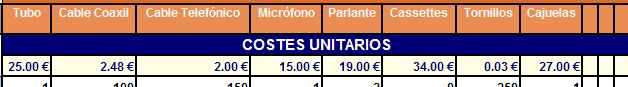 Tubo Cable Coaxil Cable Telefónico Micrófono Parlante Cassettes Tornillos Cajuelas
COSTES UNITARIOS
25.00 € 2.48 € 2.00 € 15.00 € 19.00 € 34.00 € 0.03 € 27.00 €